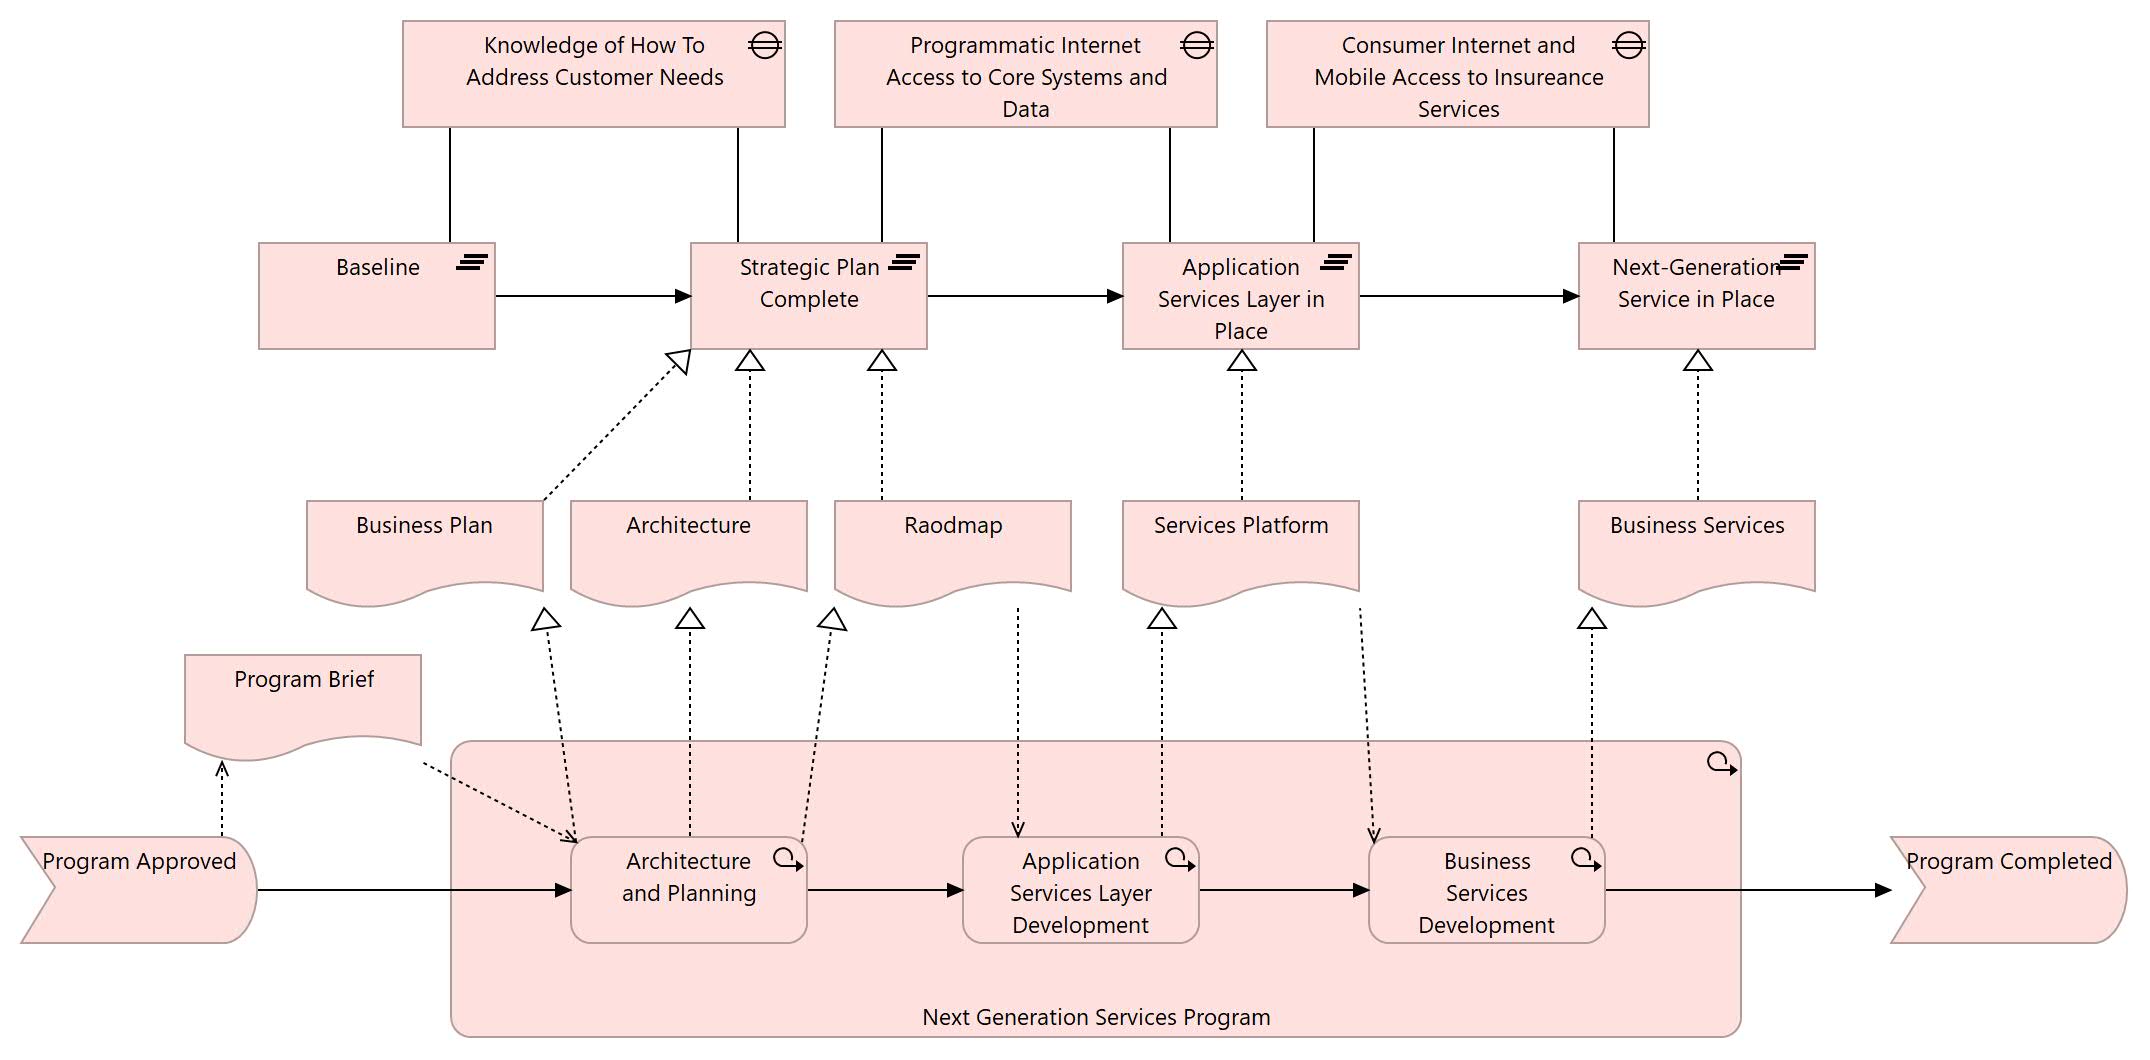 Knowledge of How To
Address Customer Needs
Programmatic Internet
Access to Core Systems and
Data
Consumer Internet and
Mobile Access to Insureance
Services
Baseline
Strategic Plan
Complete
Application
Services Layer in
Place
Next-Generation
Service in Place
Business Plan
Architecture
Raodmap
Services Platform
Business Services
Program Brief
Program Approved
Architecture
and Planning
Application
Services Layer
Development
Business
Services
Development
Program Completed
Next Generation Services Program